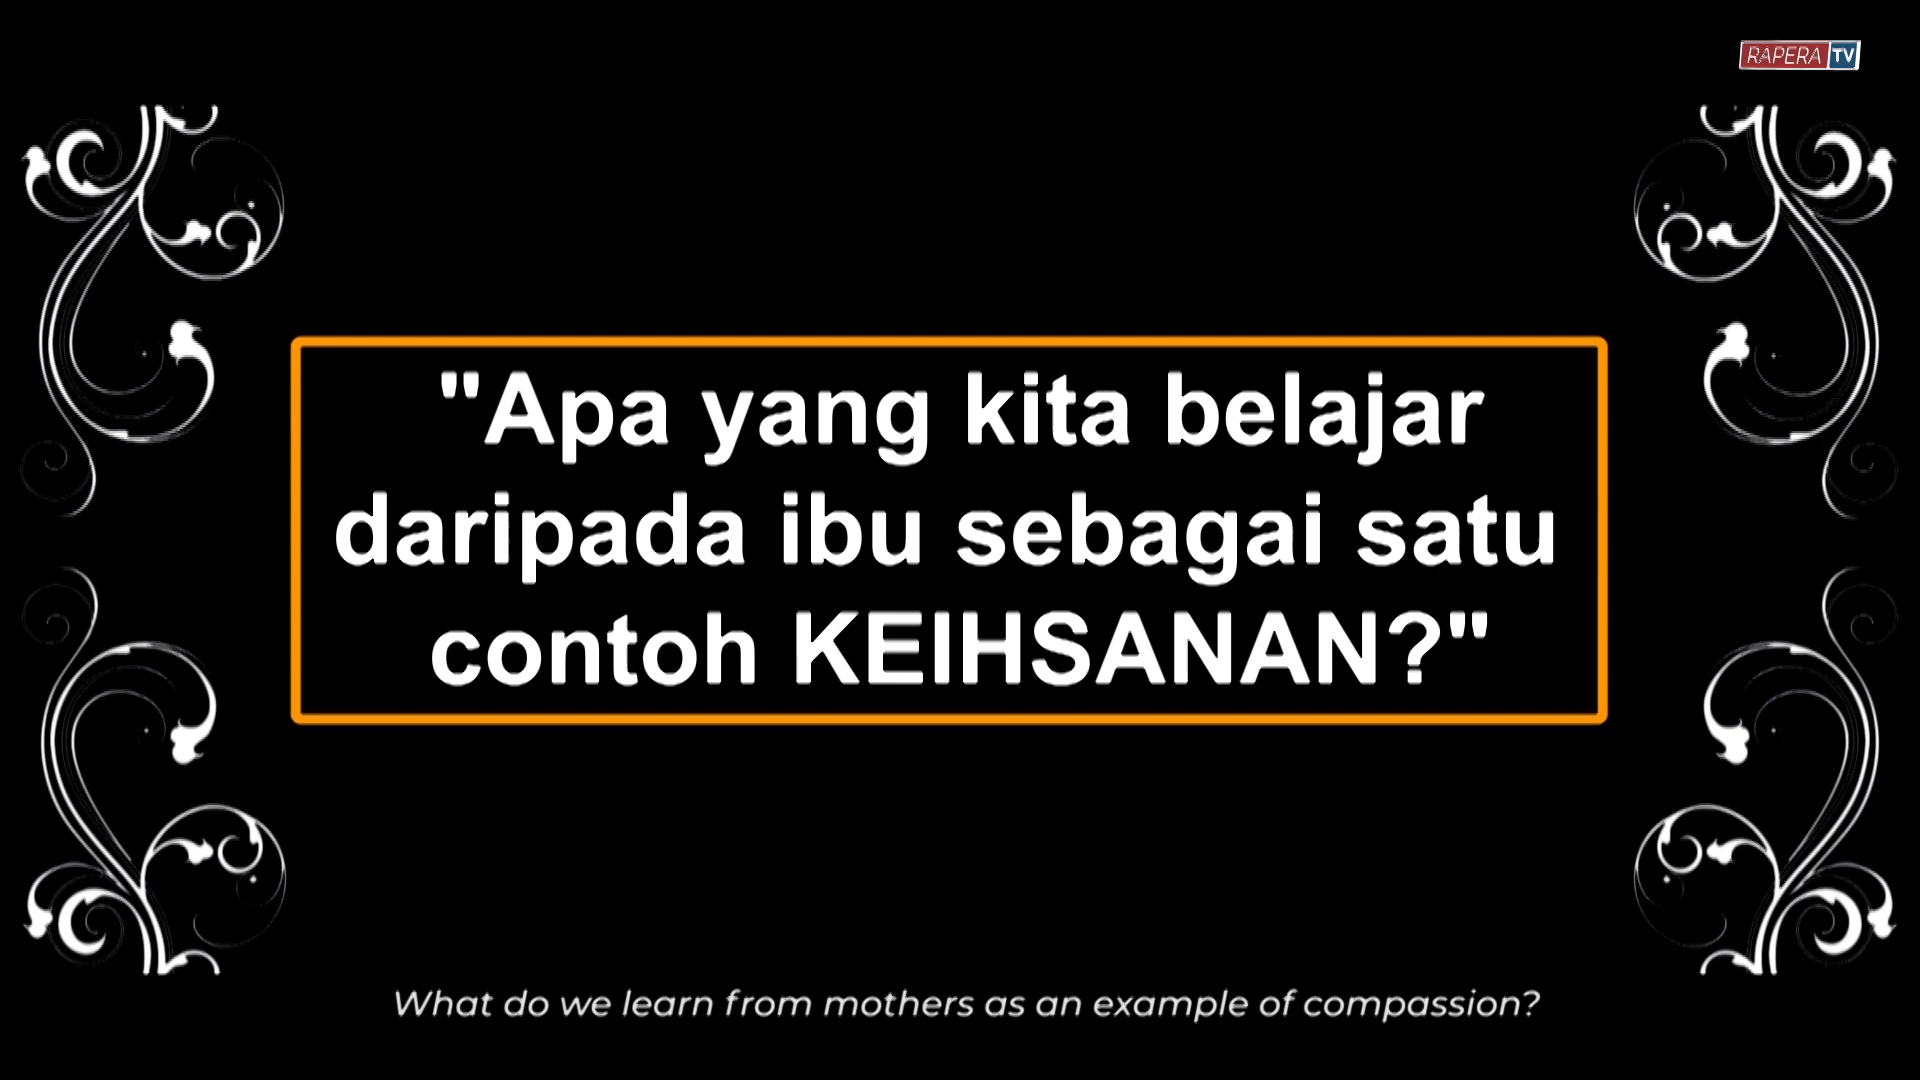 RAPERA TV
"Apa yang kita belajar
daripada ibu sebagai satu
contoh KEIHSANAN?"
What do we learn from mothers as an example of compassion?